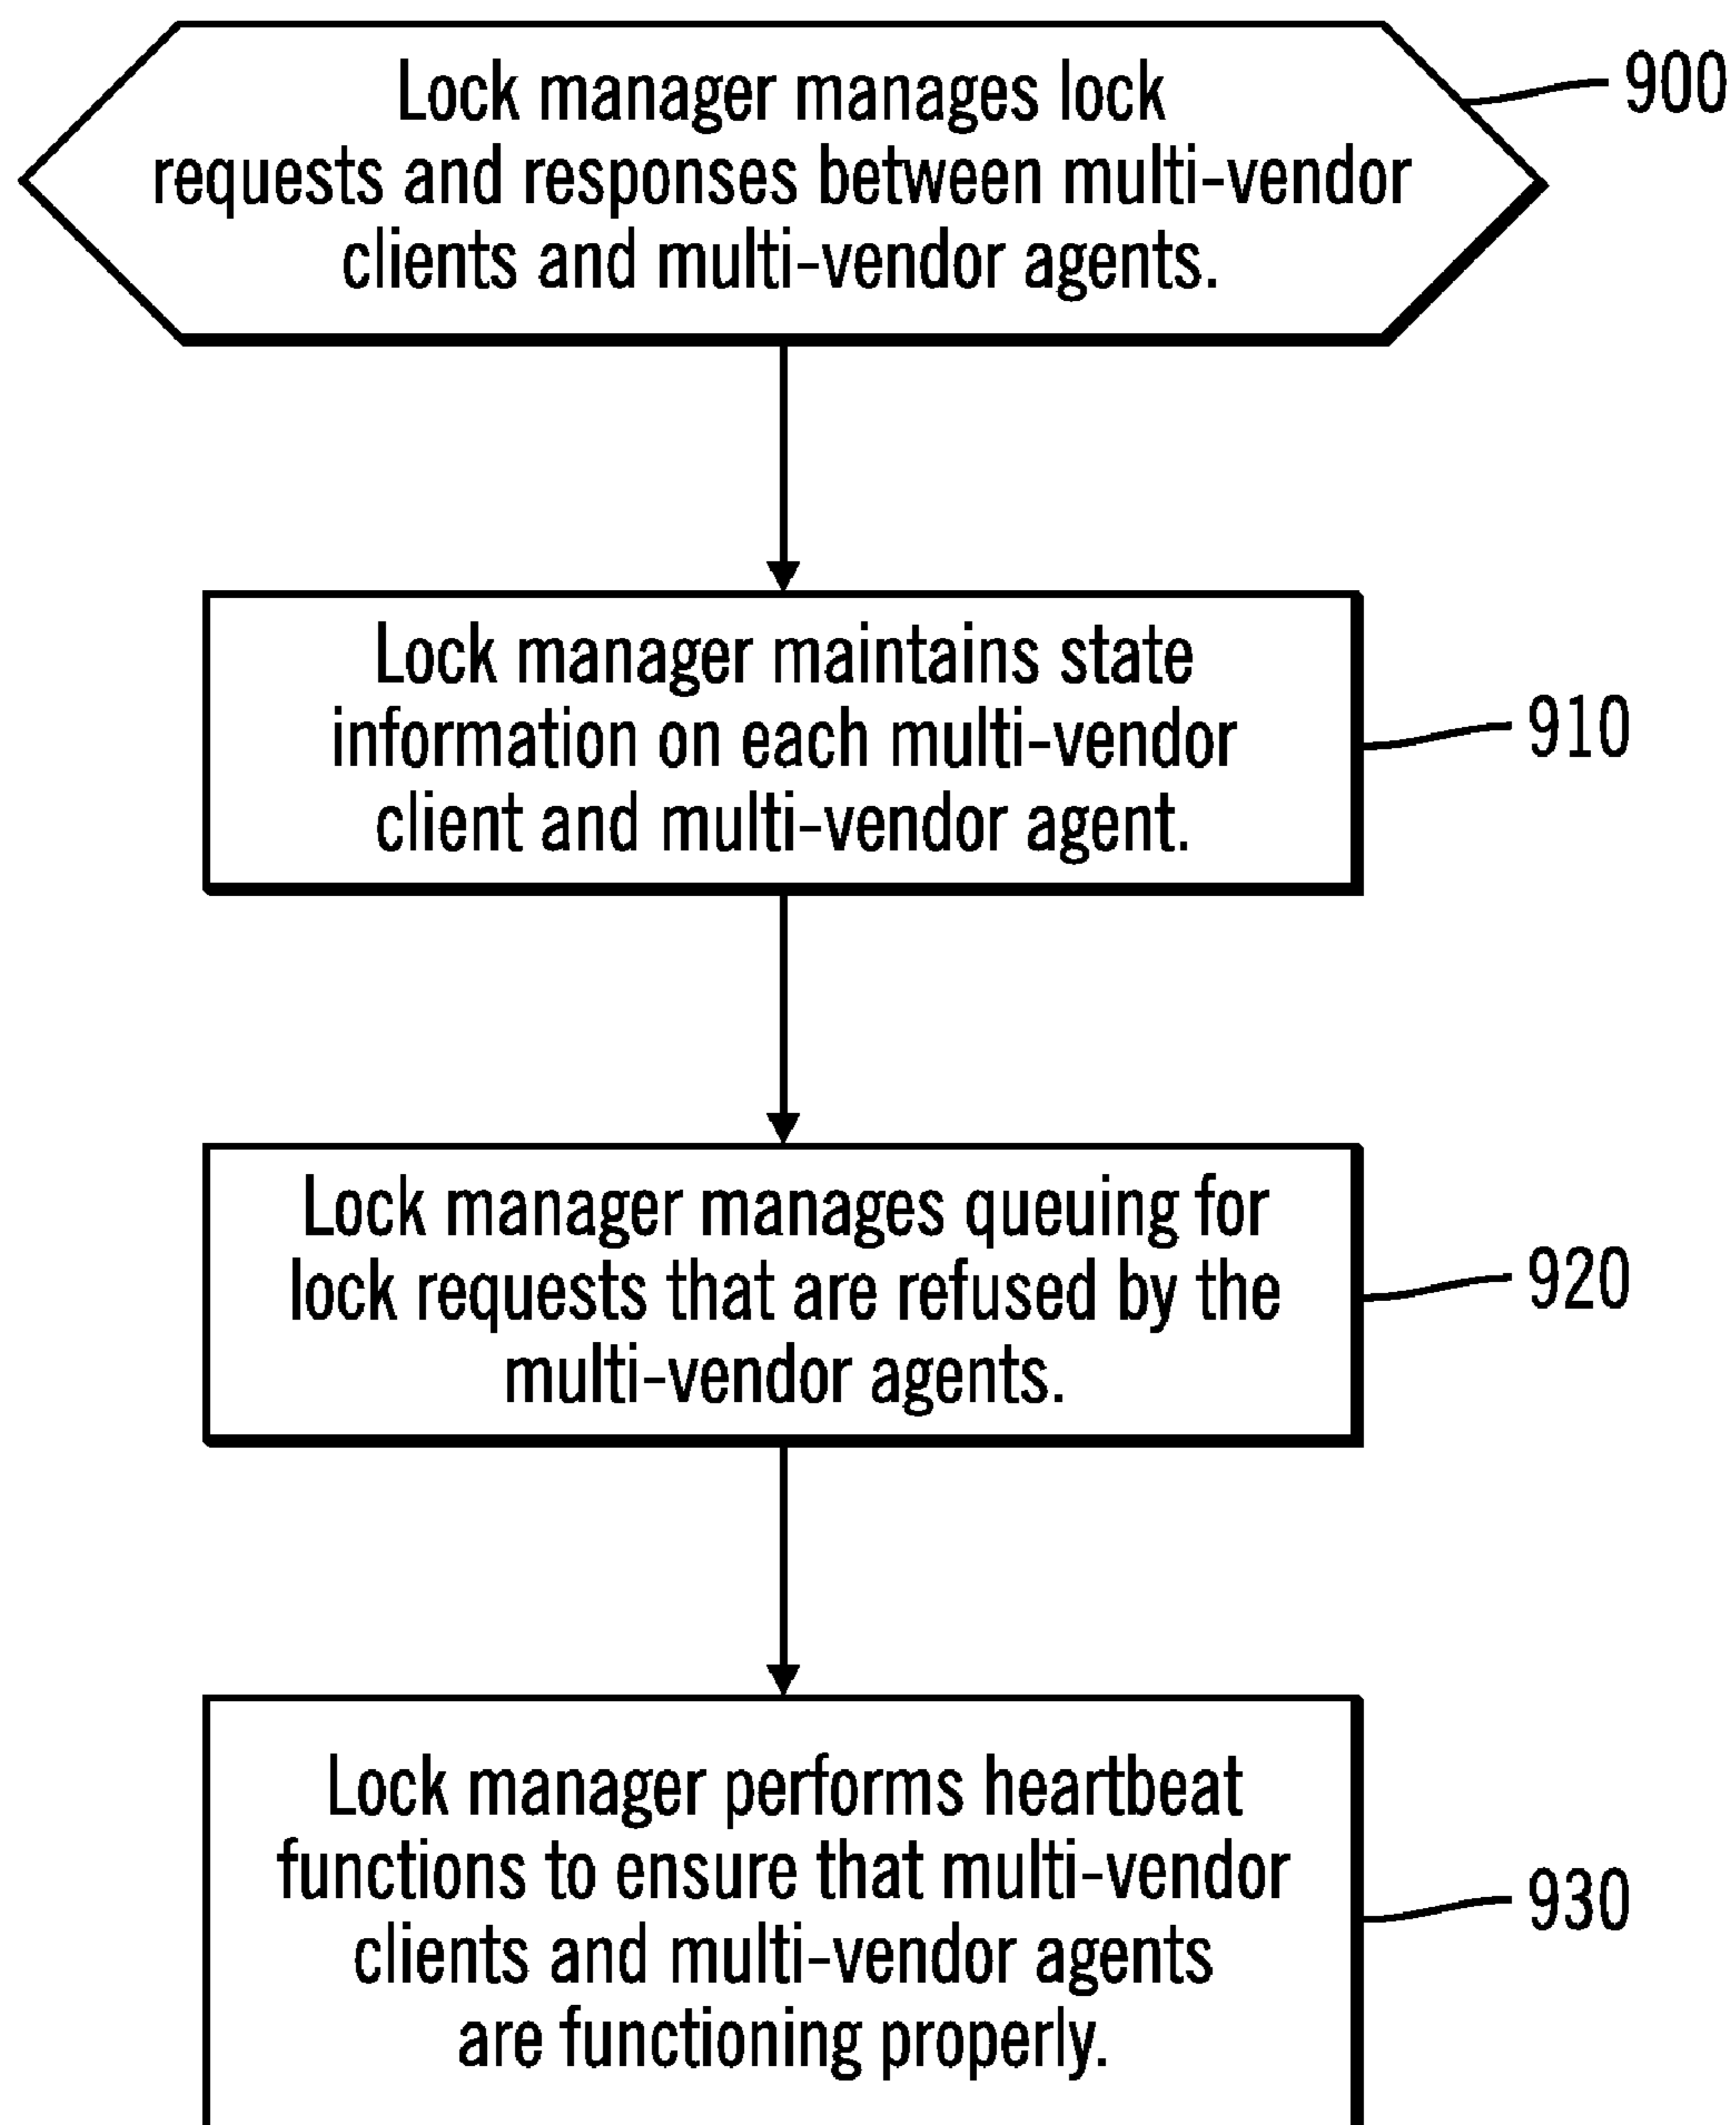 Lock manager manages lock
requests and responses between multi-vendor
clients and multi-vendor agents.
900
Lock manager maintains state
information on each multi-vendor
client and multi-vendor agent.
910
Lock manager manages queuing for
lock requests that are refused by the
multi-vendor agents.
920
Lock manager performs heartbeat
functions to ensure that multi-vendor
clients and multi-vendor agents
are functioning properly.
930